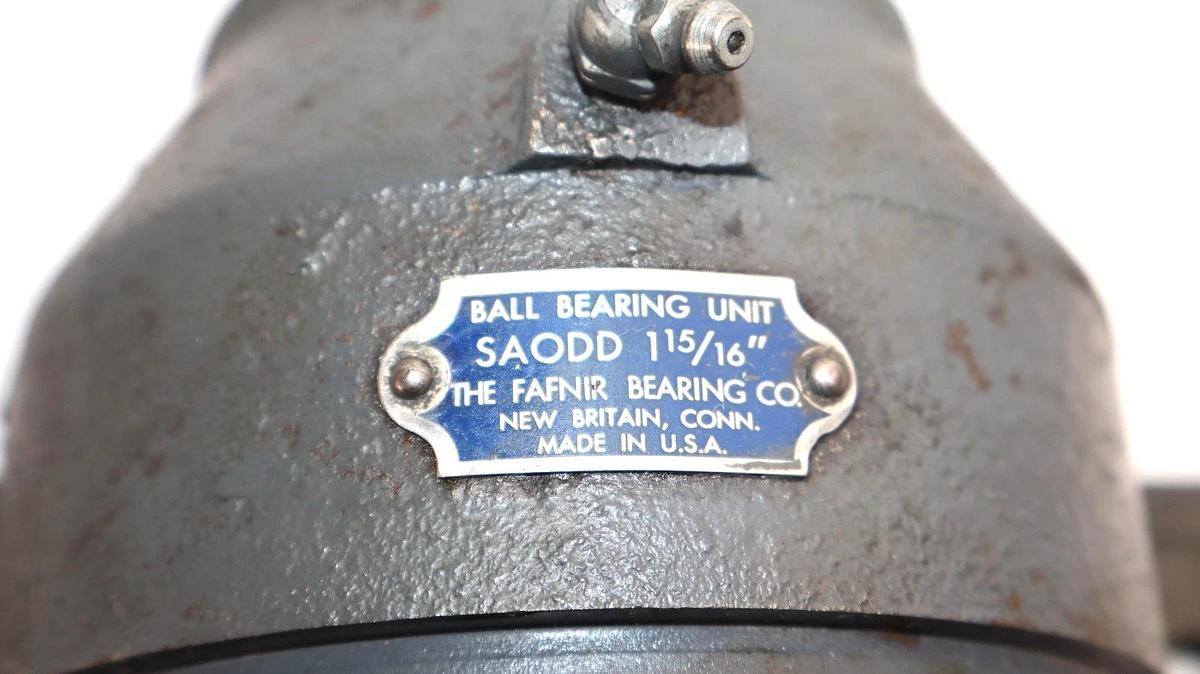 BALL BEARING UNIT
SAODD 1 15/16"
THE FAFNIR BEARING CO.
NEW BRITAIN, CONN.
MADE IN U.S.A.